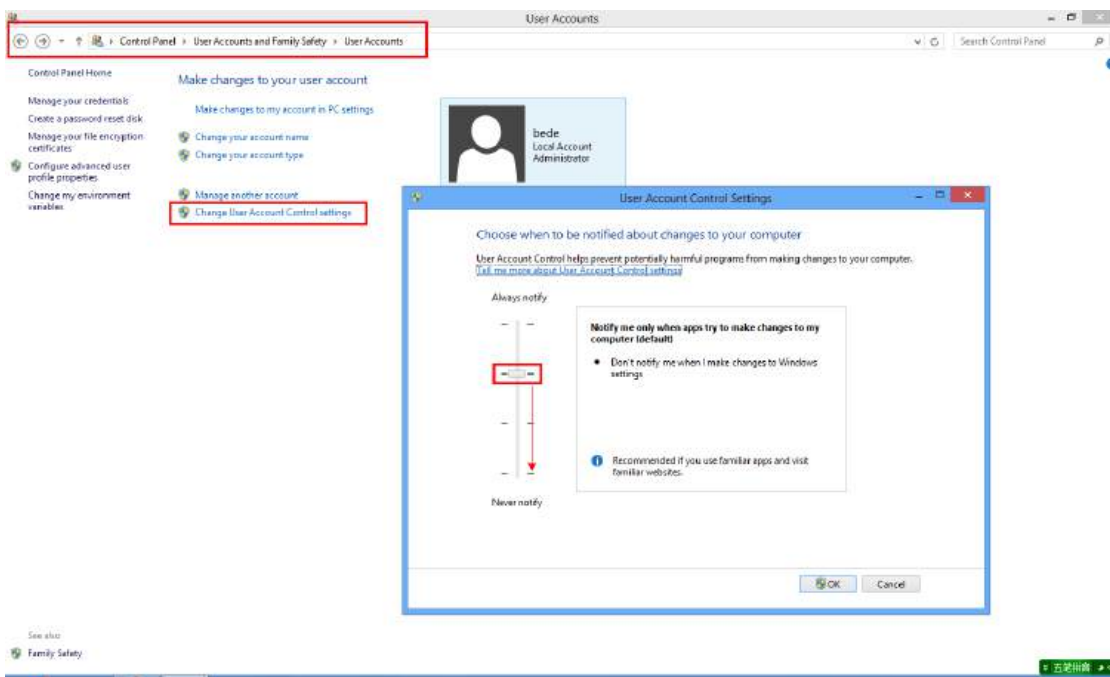 User Accounts
Control Panel › User Accounts and Family Safety › User Accounts
Search Control Panel
Control Panel Home
Manage your credentials
Create a password reset disk
Manage your file encryption
certificates
Configure advanced user
profile properties
Change my environment
variables
Make changes to your user account
Make changes to my account in PC settings
Change your account name
Change your account type
Manage another account
Change User Account Control settings
bede
Local Account
Administrator
User Account Control Settings
Choose when to be notified about changes to your computer
User Account Control helps prevent potentially harmful programs from making changes to your computer.
Tell me more about User Account Control settings
Always notify
Notify me only when apps try to make changes to my
computer (default)
• Don't notify me when I make changes to Windows
settings
Recommended if you use familiar apps and visit
familiar websites.
Never notify
OK
Cancel
See also
Family Safety
五笔拼音